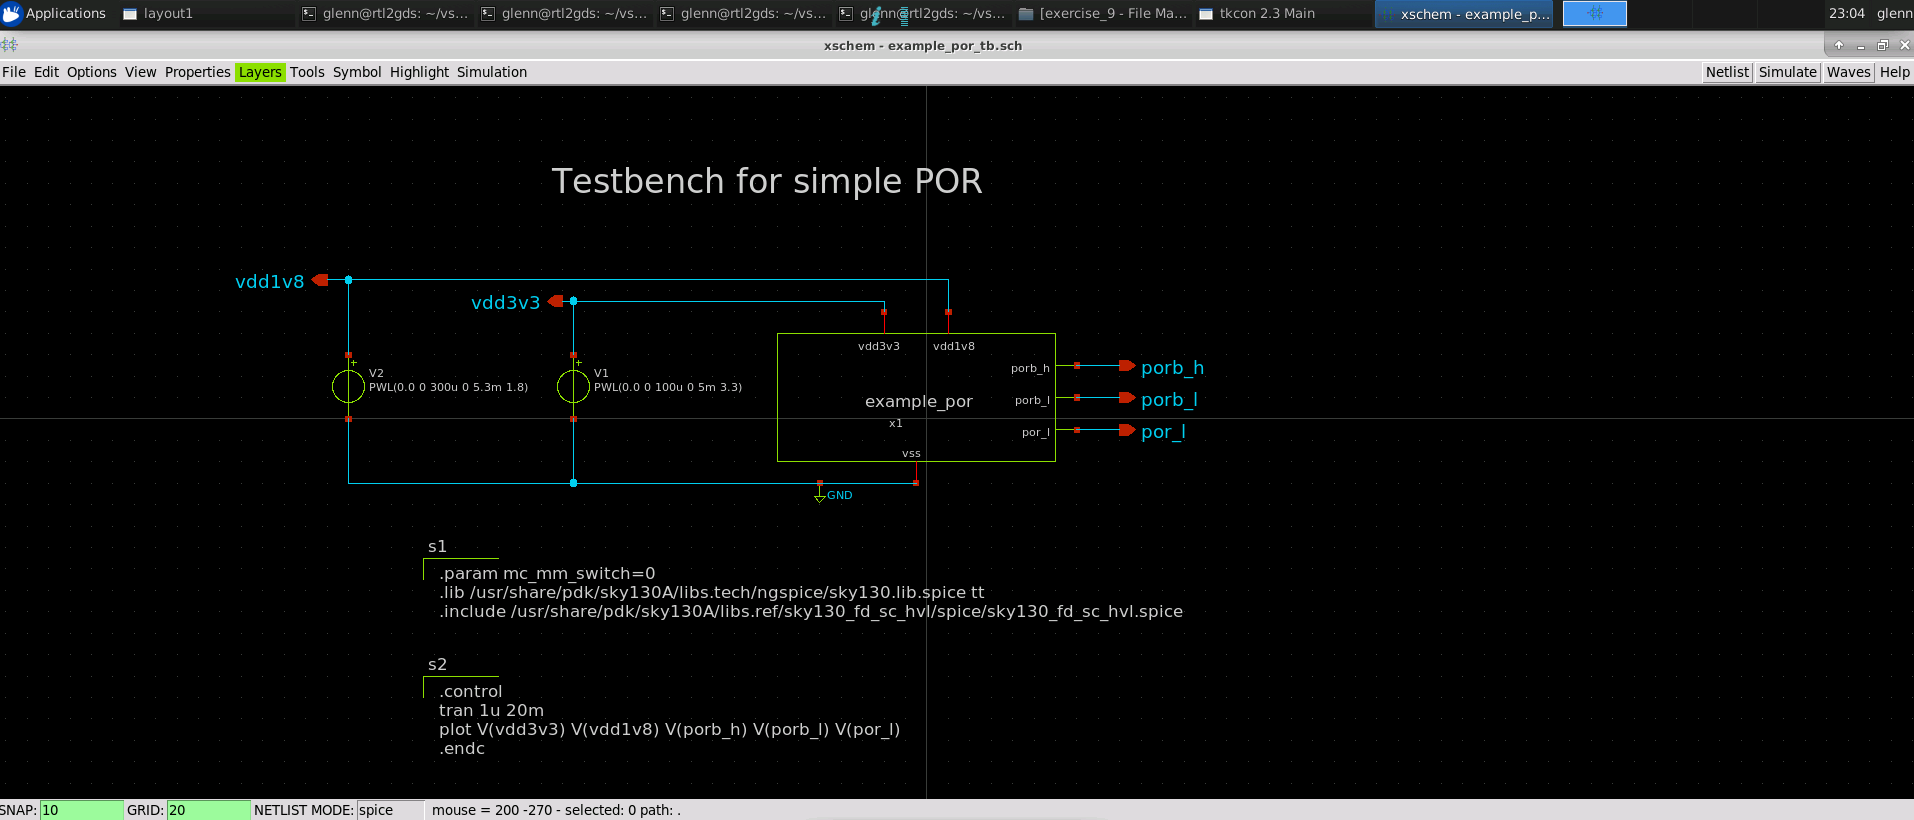 Applications
layout1
glenn@rtl2gds: ~/vs...
glenn@rtl2gds: ~/vs...
glenn@rtl2gds: ~/vs...
glenn@rtl2gds: ~/vs...
[exercise_9 - File Ma...
tkcon 2.3 Main
xschem - example_p...
23:04
glenn
xschem - example_por_tb.sch
File Edit Options View Properties Layers Tools Symbol Highlight Simulation
Netlist Simulate Waves Help
Testbench for simple POR
vdd1v8
vdd3v3
vdd3v3
vdd1v8
V2
PWL(0.0 0 300u 0 5.3m 1.8)
V1
PWL(0.0 0 100u 0 5m 3.3)
porb_h
porb_h
example_por
porb_l
porb_l
x1
por_l
por_l
vss
GND
s1
.param mc_mm_switch=0
.lib /usr/share/pdk/sky130A/libs.tech/ngspice/sky130.lib.spice tt
.include /usr/share/pdk/sky130A/libs.ref/sky130_fd_sc_hvl/spice/sky130_fd_sc_hvl.spice
s2
.control
tran 1u 20m
plot V(vdd3v3) V(vdd1v8) V(porb_h) V(porb_l) V(por_l)
.endc
SNAP: 10 GRID: 20 NETLIST MODE: spice mouse = 200 -270 - selected: 0 path: .